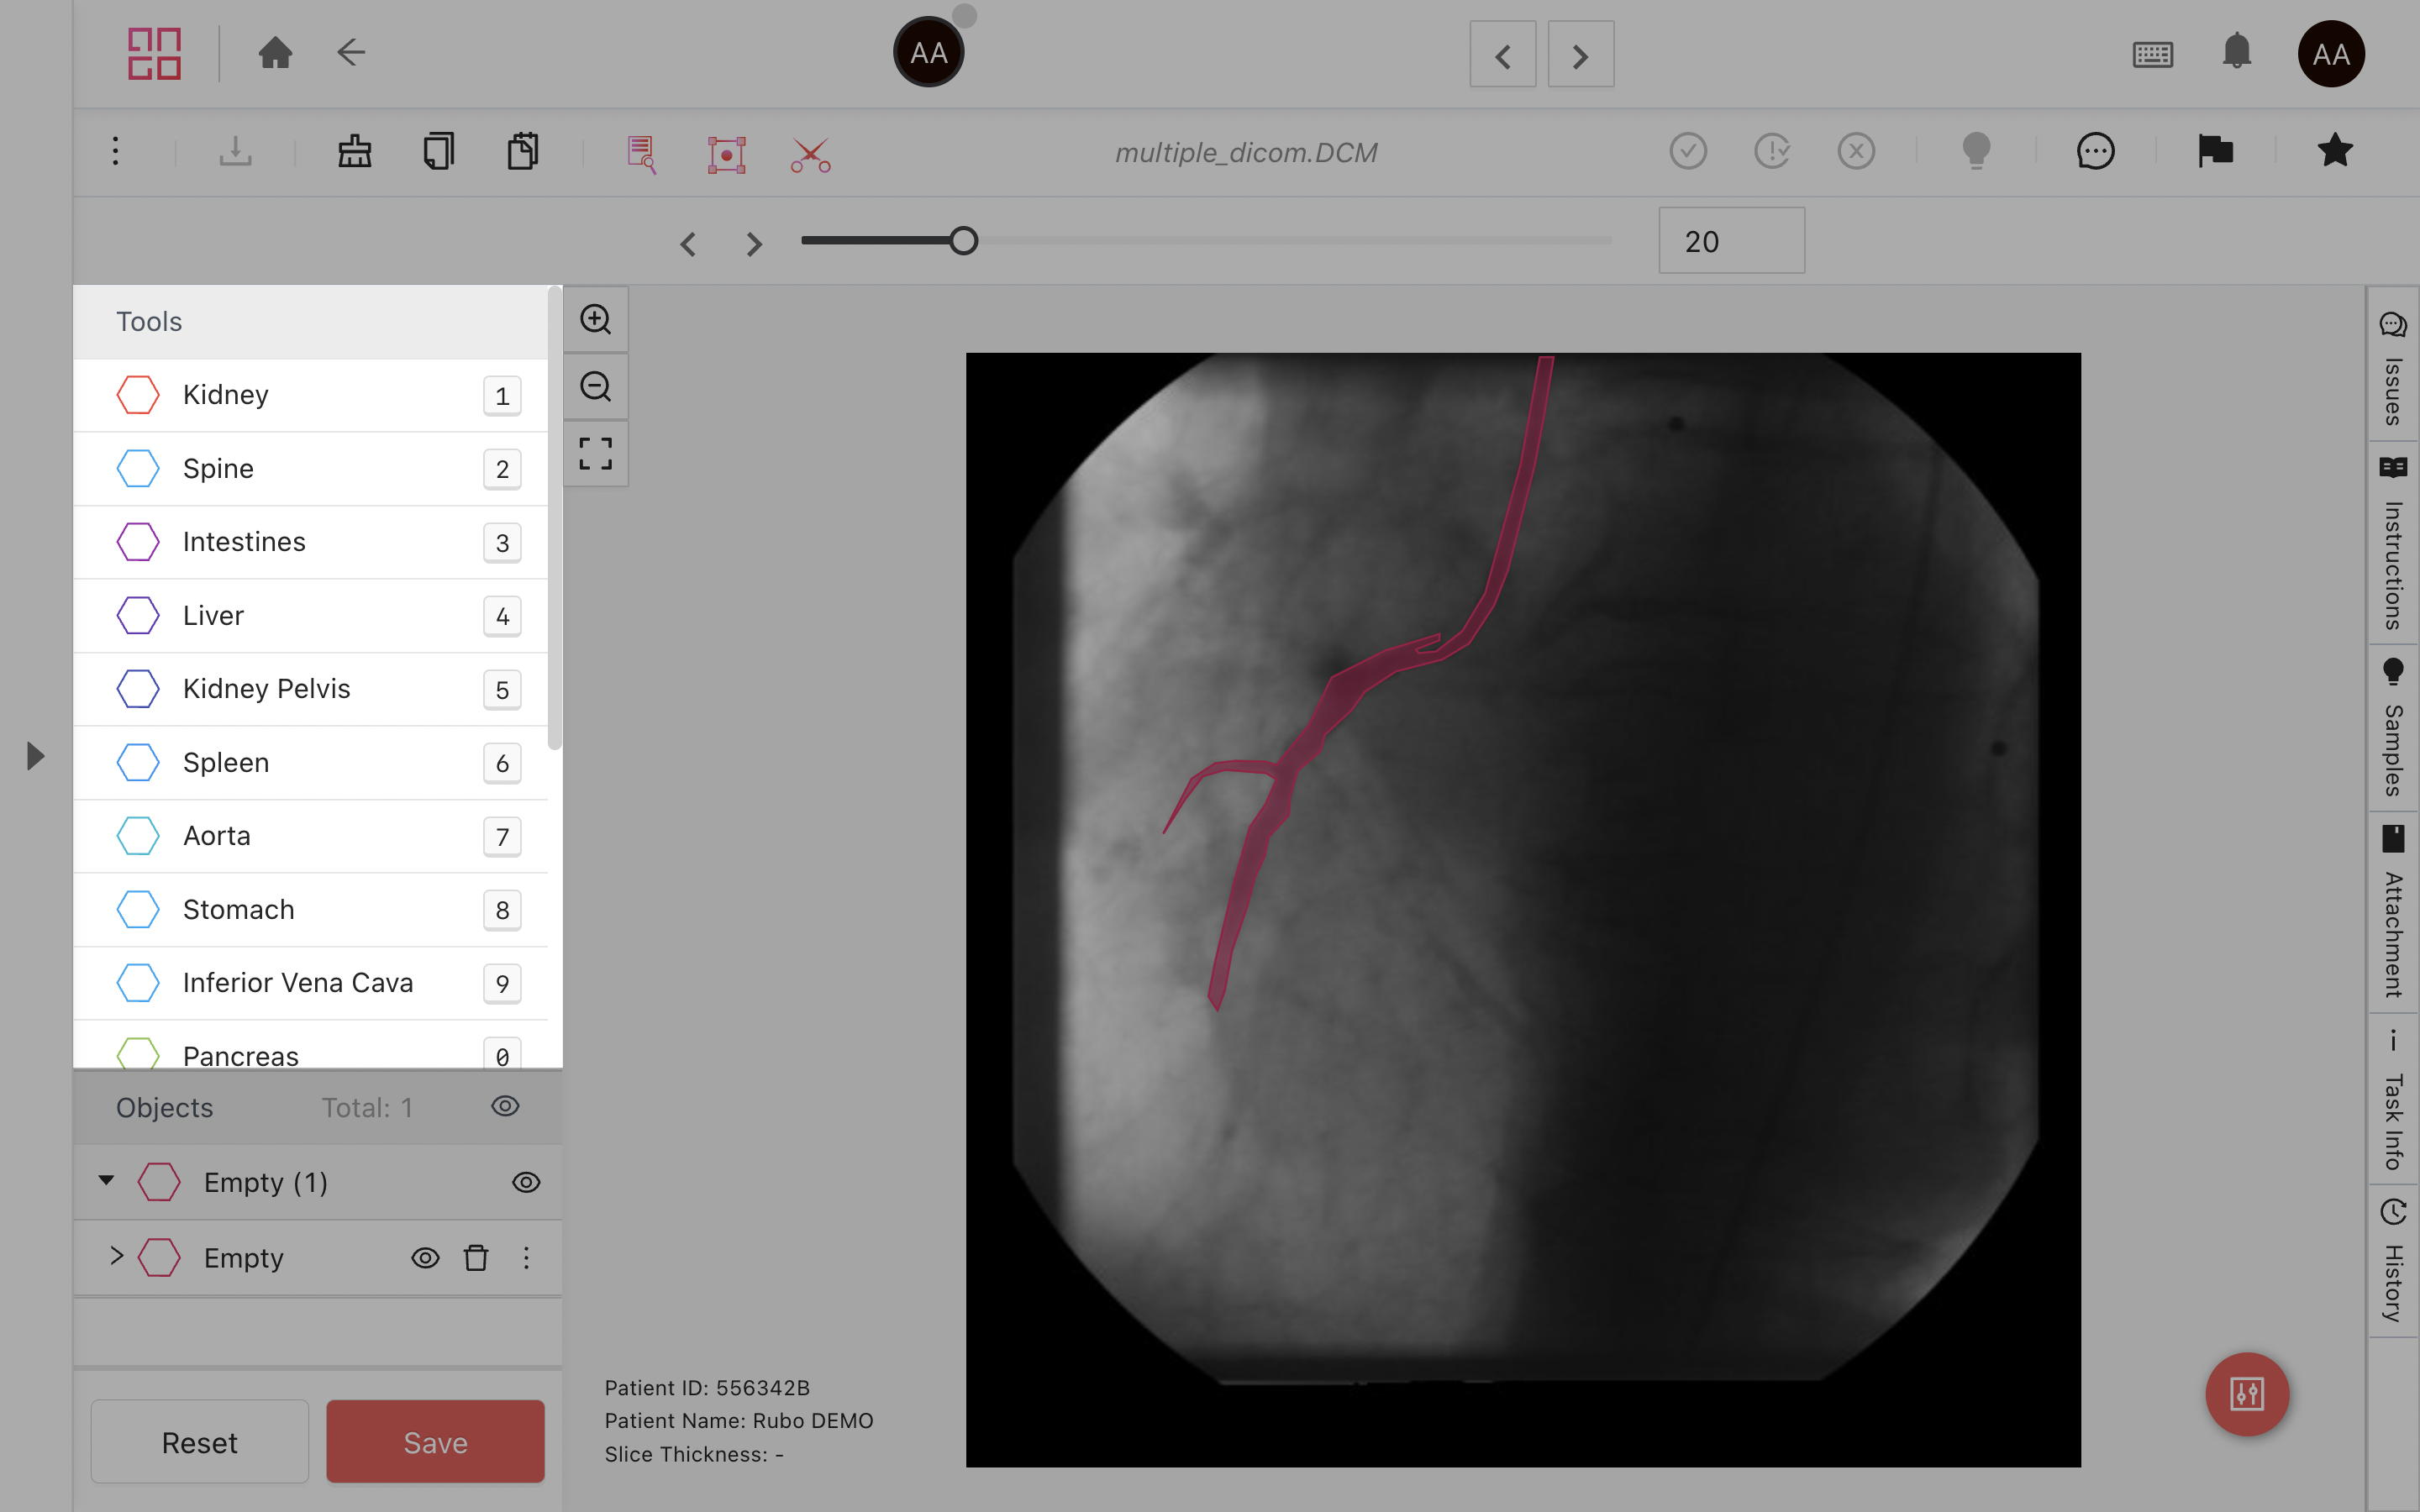 AA
AA
multiple_dicom.DCM
20
Tools
Kidney 1
Spine 2
Intestines 3
Liver 4
Kidney Pelvis 5
Spleen 6
Aorta 7
Stomach 8
Inferior Vena Cava 9
Pancreas 0
Objects Total: 1
Empty (1)
Empty
Reset Save
Patient ID: 556342B
Patient Name: Rubo DEMO
Slice Thickness: -
Issues
Instructions
Samples
Attachment
Task Info
History